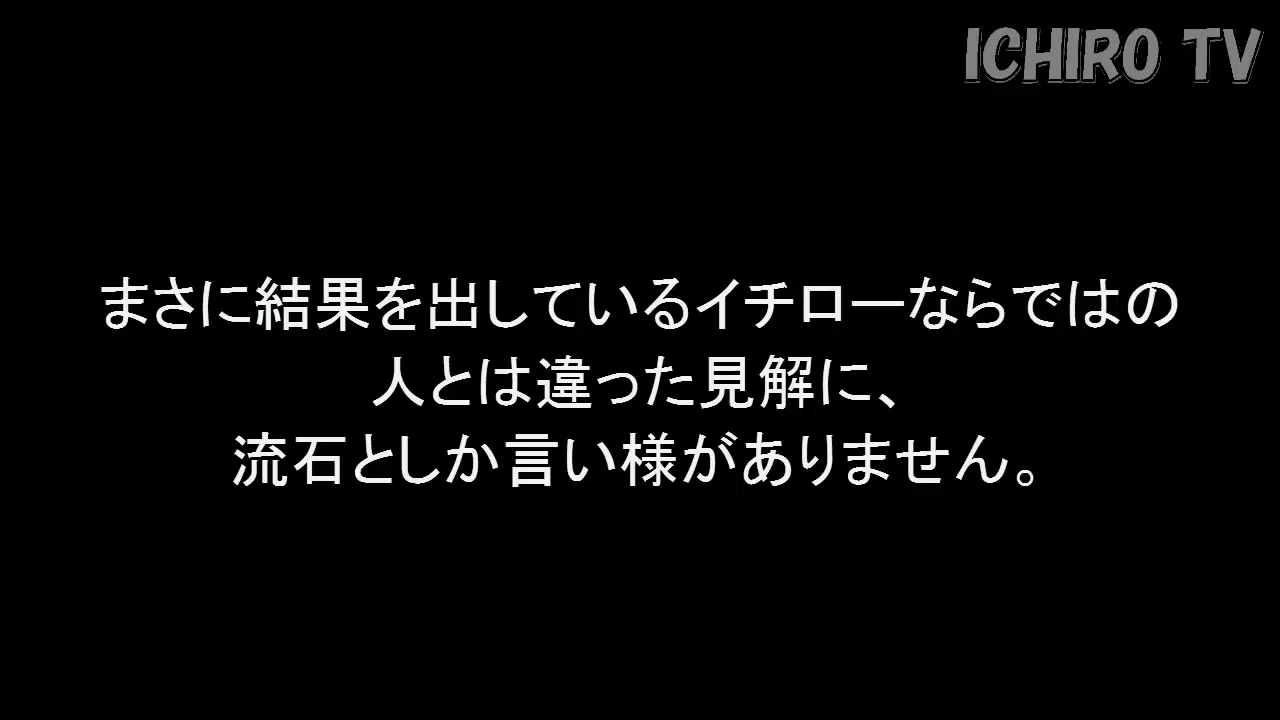 ICHIRO TV
まさに結果を出しているイチローならではの
人とは違った見解に、
流石としか言い様がありません。